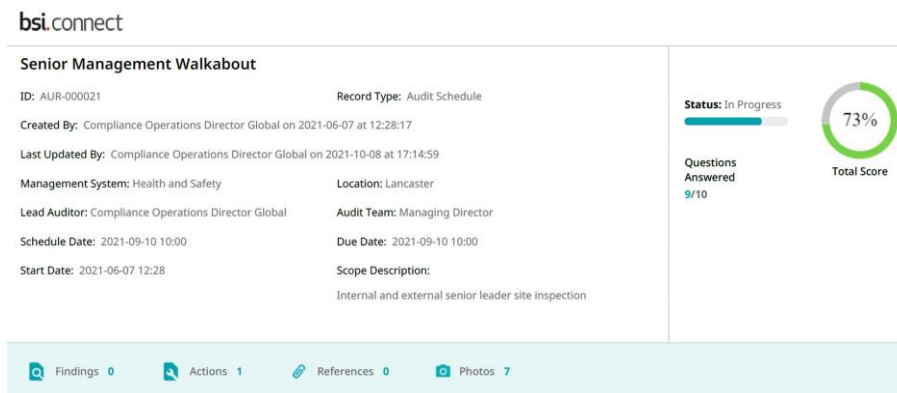 bsi.connect
Senior Management Walkabout
ID: AUR-000021
Record Type: Audit Schedule
Created By: Compliance Operations Director Global on 2021-06-07 at 12:28:17
Last Updated By: Compliance Operations Director Global on 2021-10-08 at 17:14:59
Management System: Health and Safety
Location: Lancaster
Lead Auditor: Compliance Operations Director Global
Audit Team: Managing Director
Schedule Date: 2021-09-10 10:00
Due Date: 2021-09-10 10:00
Start Date: 2021-06-07 12:28
Scope Description:
Internal and external senior leader site inspection
Status: In Progress
Questions
Answered
9/10
73%
Total Score
Findings 0
Actions 1
References 0
Photos 7